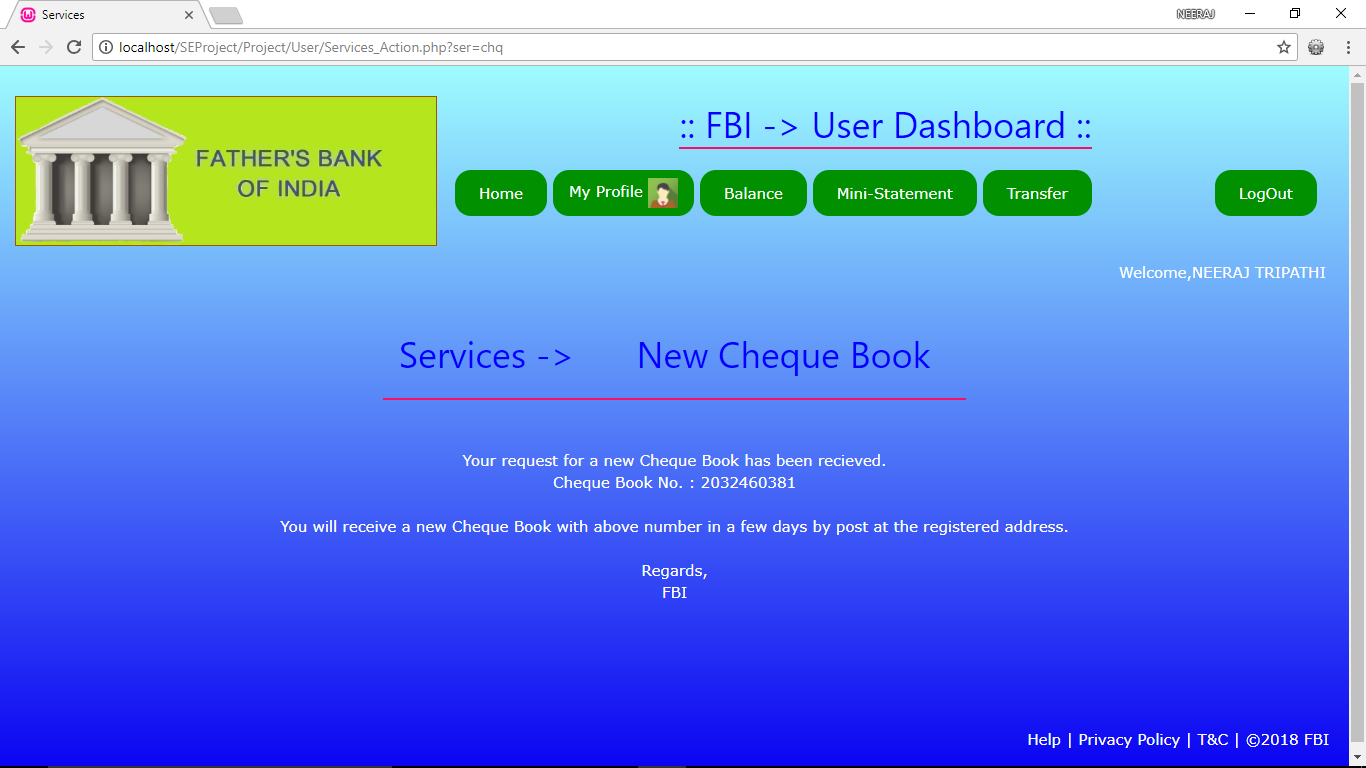 Services
NEERAJ
localhost/SEProject/Project/User/Services_Action.php?ser=chq
FATHER'S BANK
OF INDIA
:: FBI -> User Dashboard ::
Home
My Profile
Balance
Mini-Statement
Transfer
LogOut
Welcome,NEERAJ TRIPATHI
Services -> New Cheque Book
Your request for a new Cheque Book has been recieved.
Cheque Book No. : 2032460381
You will receive a new Cheque Book with above number in a few days by post at the registered address.
Regards,
FBI
Help | Privacy Policy | T&C | ©2018 FBI